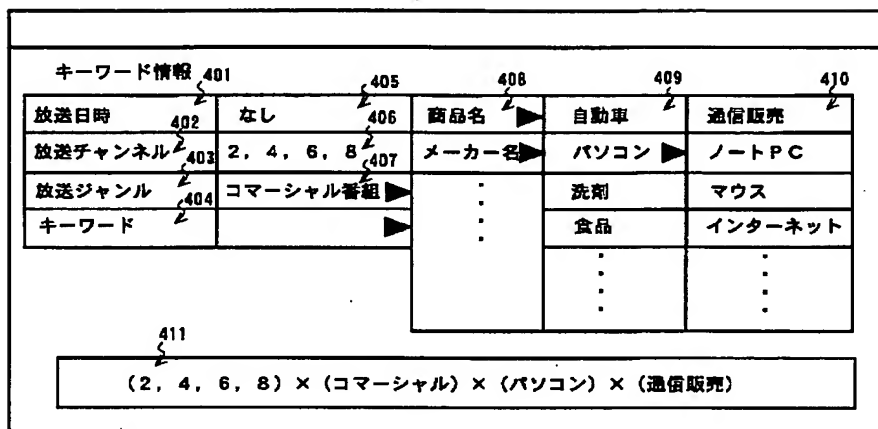 キーワード情報 401 405 408 409 410
放送日時 なし 商品名 自動車 通信販売
402 406
放送チャンネル 2, 4, 6, 8 メーカー名 パソコン ノートPC
403 407
放送ジャンル コマーシャル番組 洗剤 マウス
404
キーワード 食品 インターネット
411
(2, 4, 6, 8) × (コマーシャル) × (パソコン) × (通信販売)